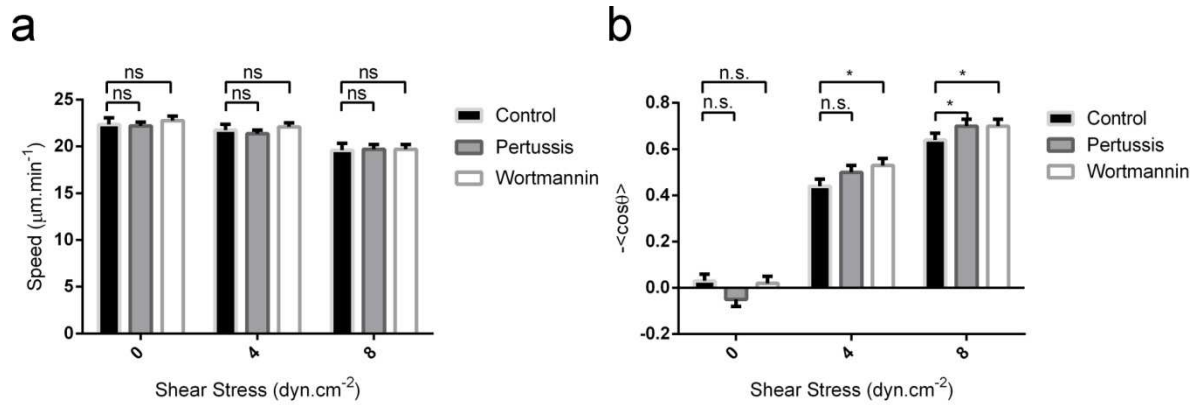 a
ns
ns
ns
ns
ns
ns
25
20
15
10
5
0
Speed (µm.min⁻¹)
0
4
8
Shear Stress (dyn.cm⁻²)
Control
Pertussis
Wortmannin
b
n.s.
*
*
n.s.
n.s.
*
0.8
0.6
0.4
0.2
0.0
-0.2
-<cosθ>
0
4
8
Shear Stress (dyn.cm⁻²)
Control
Pertussis
Wortmannin